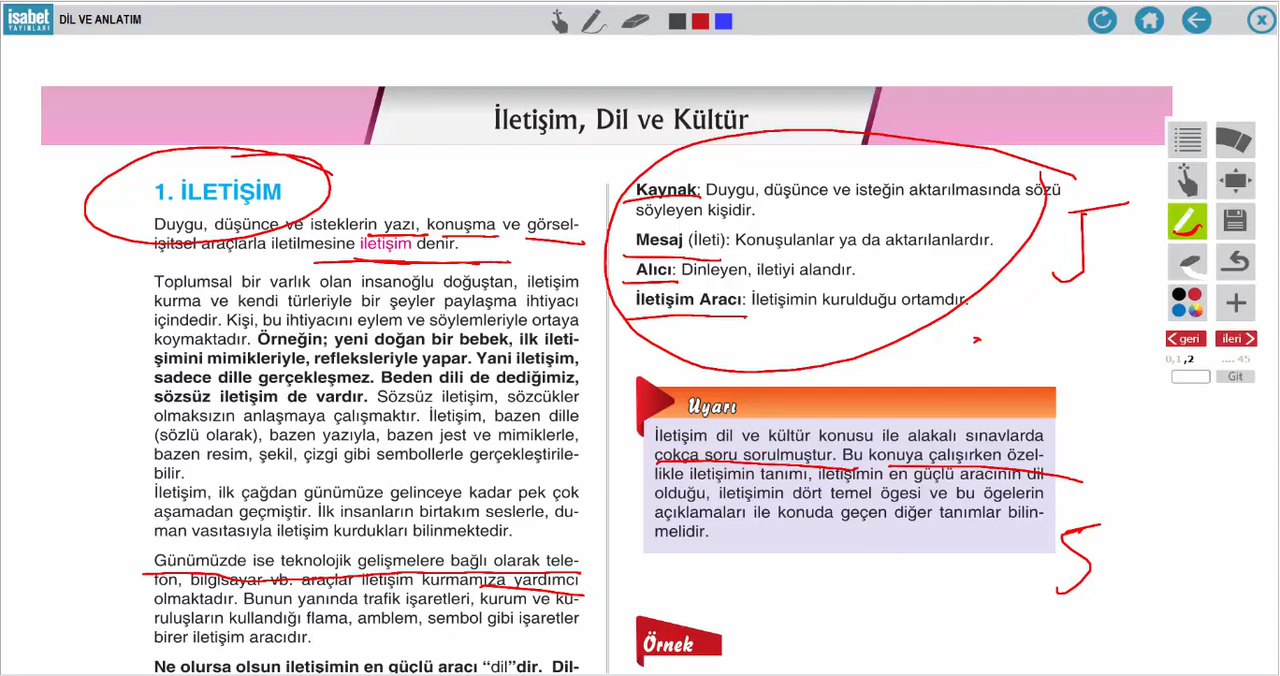 isabet
YAYINLARI
DİL VE ANLATIM
İletişim, Dil ve Kültür
1. İLETİŞİM
Duygu, düşünce ve isteklerin yazı, konuşma ve görsel-
işitsel araçlarla iletilmesine iletişim denir.
Toplumsal bir varlık olan insanoğlu doğuştan, iletişim
kurma ve kendi türleriyle bir şeyler paylaşma ihtiyacı
içindedir. Kişi, bu ihtiyacını eylem ve söylemleriyle ortaya
koymaktadır. Örneğin; yeni doğan bir bebek, ilk ileti-
şimini mimikleriyle, refleksleriyle yapar. Yani iletişim,
sadece dille gerçekleşmez. Beden dili de dediğimiz,
sözsüz iletişim de vardır. Sözsüz iletişim, sözcükler
olmaksızın anlaşmaya çalışmaktır. İletişim, bazen dille
(sözlü olarak), bazen yazıyla, bazen jest ve mimiklerle,
bazen resim, şekil, çizgi gibi sembollerle gerçekleştirile-
bilir.
İletişim, ilk çağdan günümüze gelinceye kadar pek çok
aşamadan geçmiştir. İlk insanların birtakım seslerle, du-
man vasıtasıyla iletişim kurdukları bilinmektedir.
Günümüzde ise teknolojik gelişmelere bağlı olarak tele-
fon, bilgisayar vb. araçlar iletişim kurmamıza yardımcı
olmaktadır. Bunun yanında trafik işaretleri, kurum ve ku-
ruluşların kullandığı flama, amblem, sembol gibi işaretler
birer iletişim aracıdır.
Ne olursa olsun iletişimin en güçlü aracı “dil”dir. Dil-
Kaynak: Duygu, düşünce ve isteğin aktarılmasında sözü
söyleyen kişidir.
Mesaj (İleti): Konuşulanlar ya da aktarılanlardır.
Alıcı: Dinleyen, iletiyi alandır.
İletişim Aracı: İletişimin kurulduğu ortamdır.
Uyarı
İletişim dil ve kültür konusu ile alakalı sınavlarda
çokça soru sorulmuştur. Bu konuya çalışırken özel-
likle iletişimin tanımı, iletişimin en güçlü aracının dil
olduğu, iletişimin dört temel ögesi ve bu ögelerin
açıklamaları ile konuda geçen diğer tanımlar bilin-
melidir.
Örnek
geri ileri
0,1,2 .... 45
Git